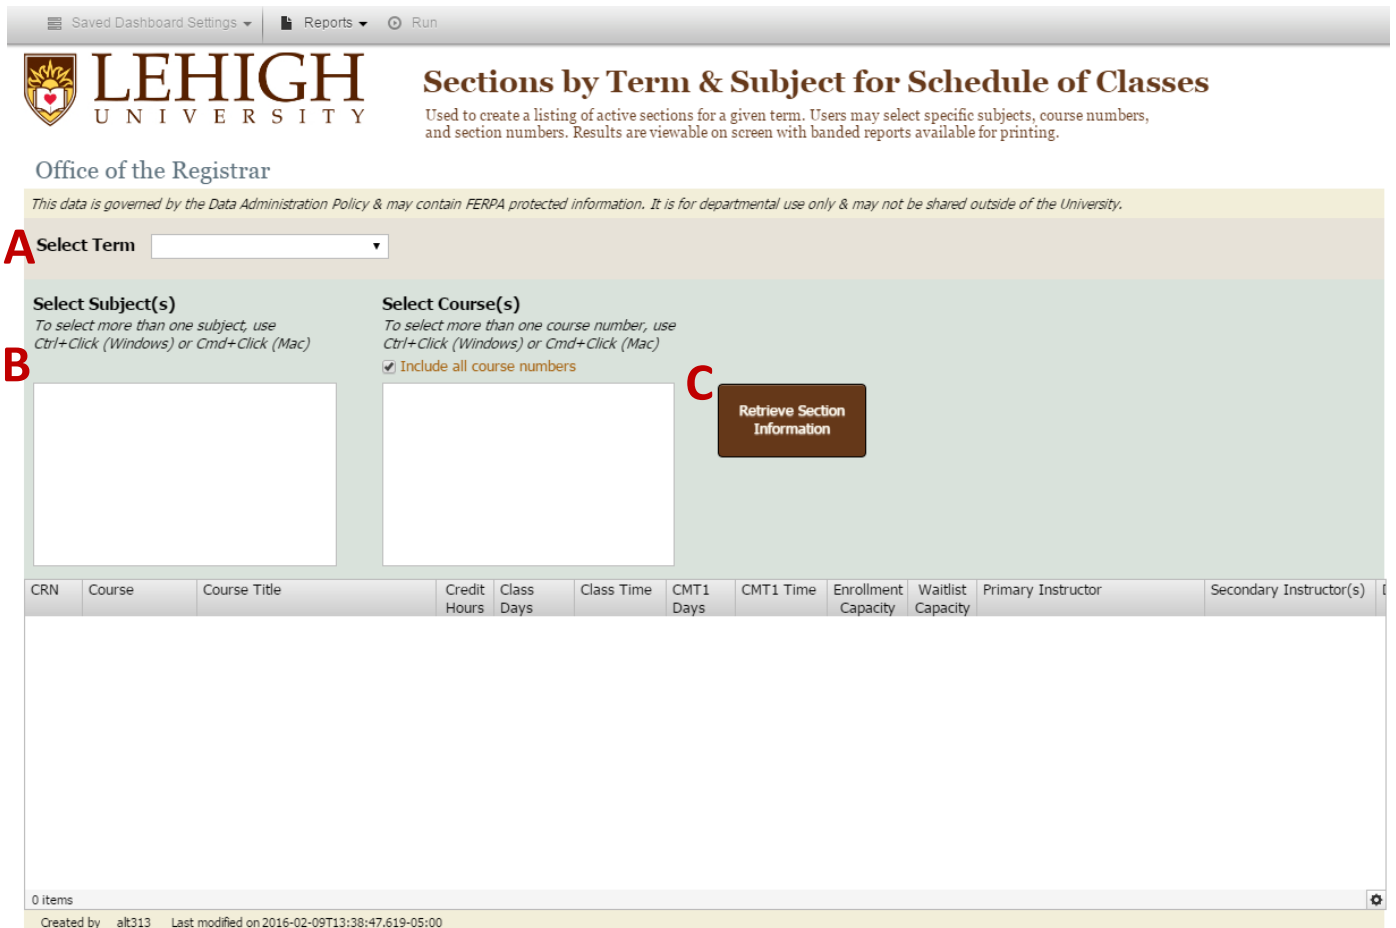 Saved Dashboard Settings Reports Run
LEHIGH
UNIVERSITY
Sections by Term & Subject for Schedule of Classes
Used to create a listing of active sections for a given term. Users may select specific subjects, course numbers,
and section numbers. Results are viewable on screen with banded reports available for printing.
Office of the Registrar
This data is governed by the Data Administration Policy & may contain FERPA protected information. It is for departmental use only & may not be shared outside of the University.
A Select Term
Select Subject(s)
To select more than one subject, use
Ctrl+Click (Windows) or Cmd+Click (Mac)
B
Select Course(s)
To select more than one course number, use
Ctrl+Click (Windows) or Cmd+Click (Mac)
Include all course numbers
C
Retrieve Section
Information
CRN Course Course Title Credit Hours Class Days Class Time CMT1 Days CMT1 Time Enrollment Capacity Waitlist Capacity Primary Instructor Secondary Instructor(s)
0 items
Created by alt313 Last modified on 2016-02-09T13:38:47.619-05:00